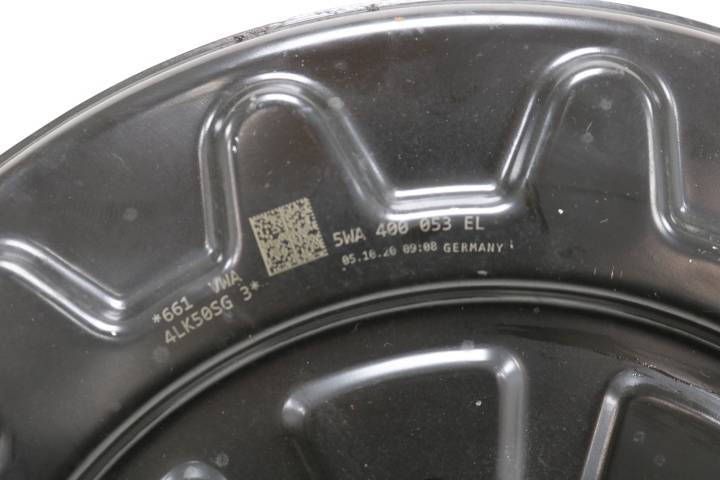 5WA 400 053 EL
05.10.20 09:08 GERMANY
*661 VWA
4LK50SG 3*